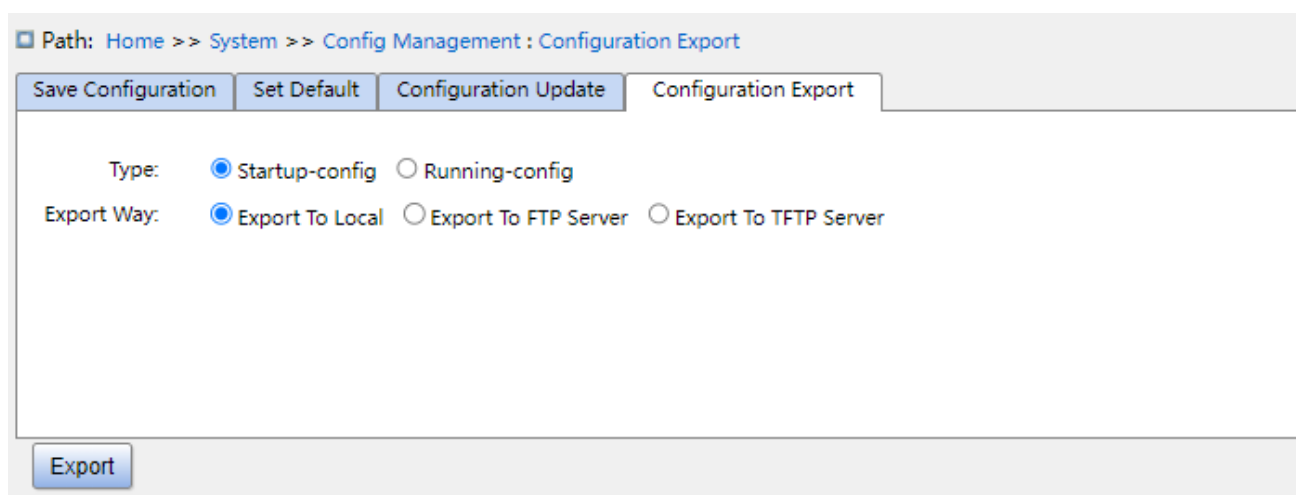 Path: Home >> System >> Config Management : Configuration Export
Save Configuration Set Default Configuration Update Configuration Export
Type: Startup-config Running-config
Export Way: Export To Local Export To FTP Server Export To TFTP Server
Export